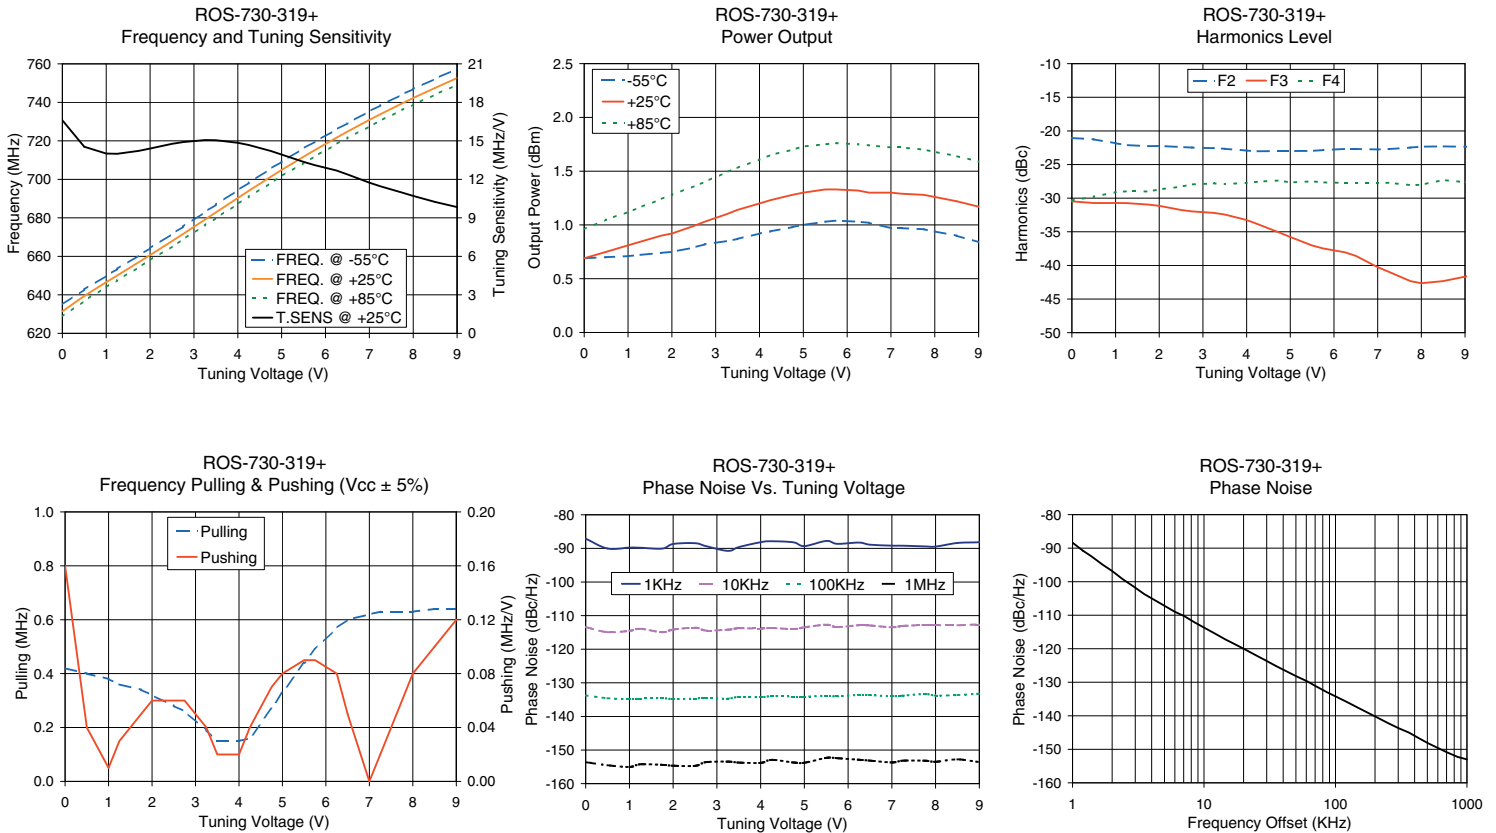 ROS-730-319+
Frequency and Tuning Sensitivity
760
740
720
700
680
660
640
620
Frequency (MHz)
21
18
15
12
9
6
3
0
Tuning Sensitivity (MHz/V)
FREQ. @ -55°C
FREQ. @ +25°C
FREQ. @ +85°C
T.SENS @ +25°C
0 1 2 3 4 5 6 7 8 9
Tuning Voltage (V)
ROS-730-319+
Power Output
2.5
2.0
1.5
1.0
0.5
0.0
Output Power (dBm)
-55°C
+25°C
+85°C
0 1 2 3 4 5 6 7 8 9
Tuning Voltage (V)
ROS-730-319+
Harmonics Level
-10
-15
-20
-25
-30
-35
-40
-45
-50
Harmonics (dBc)
F2 F3 F4
0 1 2 3 4 5 6 7 8 9
Tuning Voltage (V)
ROS-730-319+
Frequency Pulling & Pushing (Vcc ± 5%)
1.0
0.8
0.6
0.4
0.2
0.0
Pulling (MHz)
0.20
0.16
0.12
0.08
0.04
0.00
Pushing (MHz/V)
Pulling
Pushing
0 1 2 3 4 5 6 7 8 9
Tuning Voltage (V)
ROS-730-319+
Phase Noise Vs. Tuning Voltage
-80
-90
-100
-110
-120
-130
-140
-150
-160
Phase Noise (dBc/Hz)
1KHz 10KHz 100KHz 1MHz
0 1 2 3 4 5 6 7 8 9
Tuning Voltage (V)
ROS-730-319+
Phase Noise
-80
-90
-100
-110
-120
-130
-140
-150
-160
Phase Noise (dBc/Hz)
1 10 100 1000
Frequency Offset (KHz)